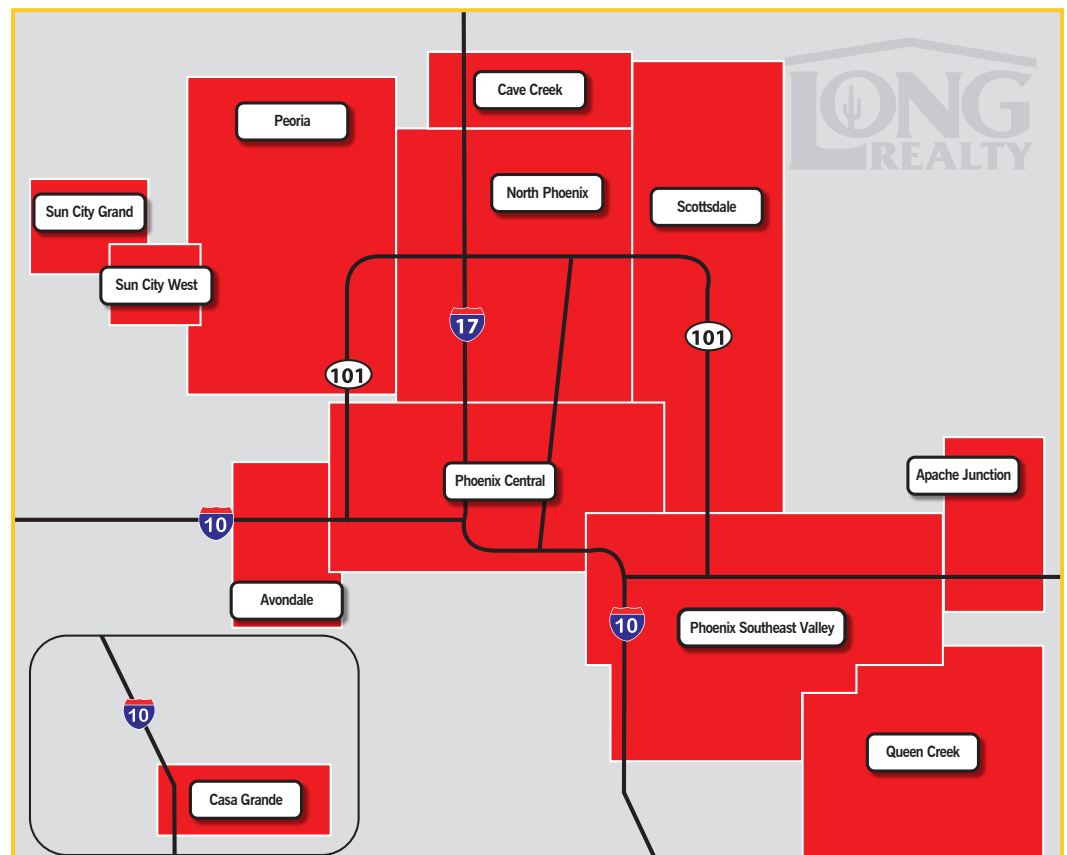 LONG
REALTY
Cave Creek
Peoria
North Phoenix
Scottsdale
Sun City Grand
Sun City West
17
101
101
Phoenix Central
Apache Junction
10
Avondale
10
Phoenix Southeast Valley
10
Queen Creek
Casa Grande